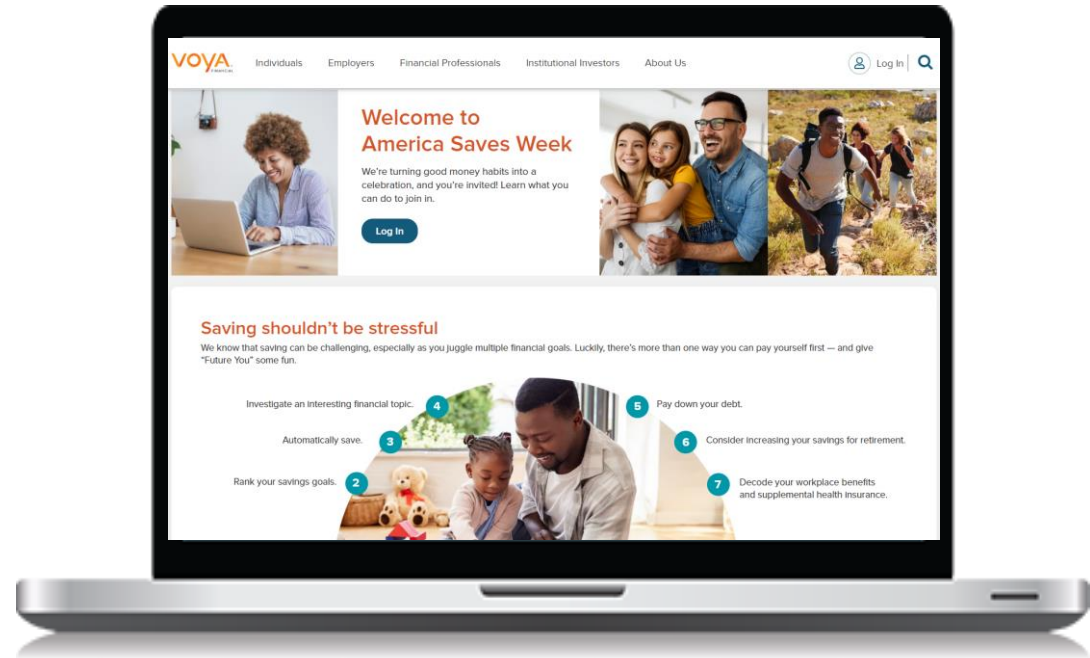 VOYA
FINANCIAL
Individuals Employers Financial Professionals Institutional Investors About Us Log In
Welcome to
America Saves Week
We're turning good money habits into a
celebration, and you're invited! Learn what you
can do to join in.
Log In
Saving shouldn't be stressful
We know that saving can be challenging, especially as you juggle multiple financial goals. Luckily, there's more than one way you can pay yourself first — and give
"Future You" some fun.
Investigate an interesting financial topic. 4
5 Pay down your debt.
Automatically save. 3
6 Consider increasing your savings for retirement.
Rank your savings goals. 2
7 Decode your workplace benefits
and supplemental health insurance.